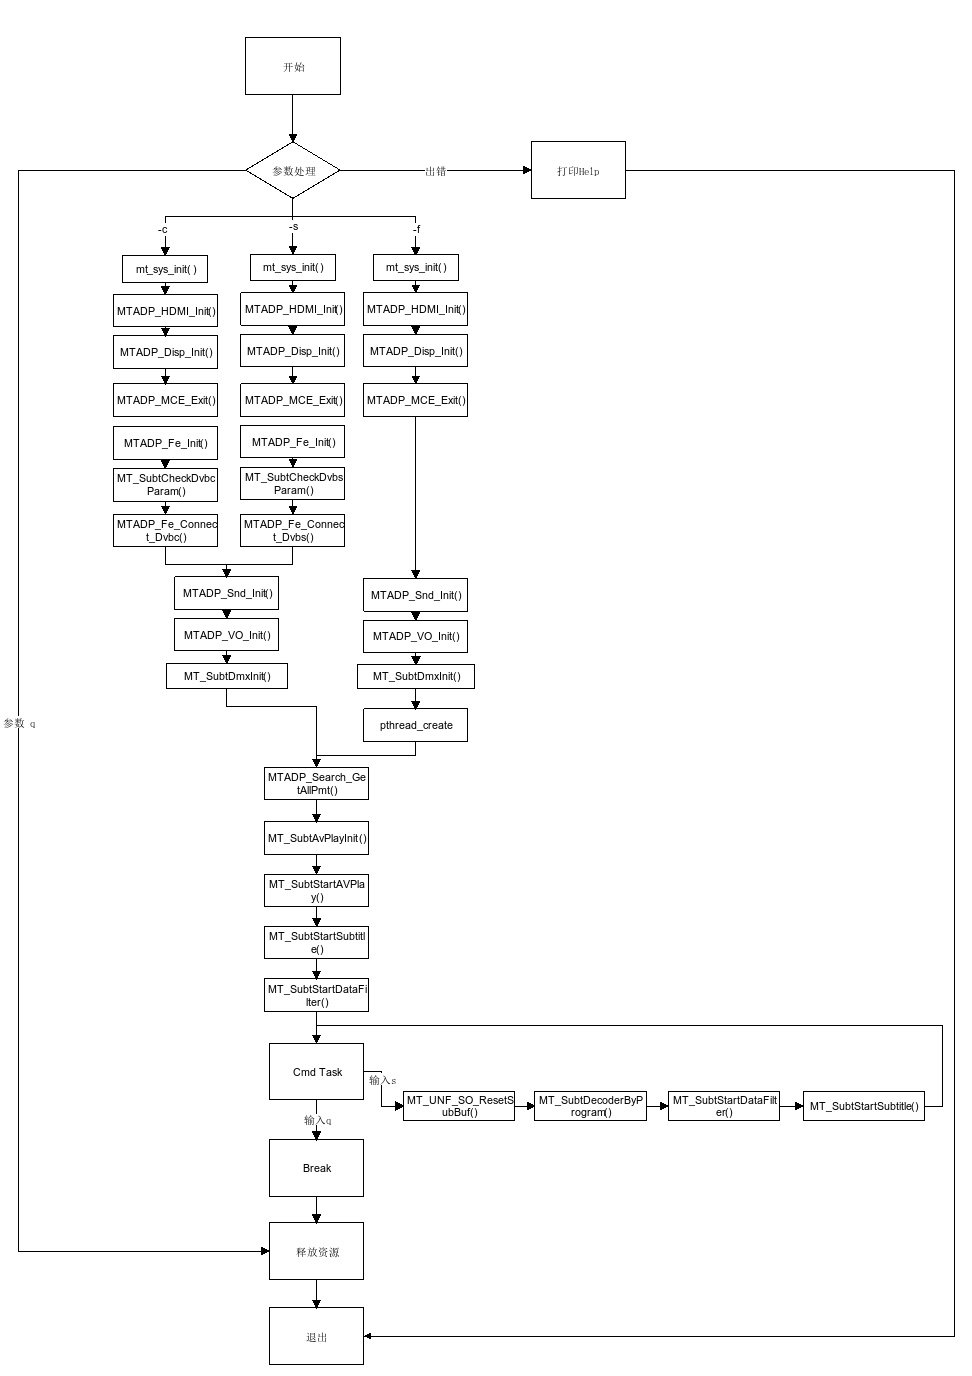 开始
参数处理
出错
打印Help
-c
-s
-f
mt_sys_init( )
mt_sys_init( )
mt_sys_init( )
MTADP_HDMI_Init()
MTADP_HDMI_Init()
MTADP_HDMI_Init()
MTADP_Disp_Init()
MTADP_Disp_Init()
MTADP_Disp_Init()
MTADP_MCE_Exit()
MTADP_MCE_Exit()
MTADP_MCE_Exit()
MTADP_Fe_Init()
MTADP_Fe_Init()
MT_SubtCheckDvbc
Param()
MT_SubtCheckDvbs
Param()
MTADP_Fe_Connec
t_Dvbc()
MTADP_Fe_Connec
t_Dvbs()
MTADP_Snd_Init()
MTADP_Snd_Init()
MTADP_VO_Init()
MTADP_VO_Init()
MT_SubtDmxInit()
MT_SubtDmxInit()
参数 q
pthread_create
MTADP_Search_Ge
tAllPmt()
MT_SubtAvPlayInit()
MT_SubtStartAVPla
y()
MT_SubtStartSubtitl
e()
MT_SubtStartDataFi
lter()
Cmd Task
输入s
MT_UNF_SO_ResetS
ubBuf()
MT_SubtDecoderByP
rogram()
MT_SubtStartDataFilt
er()
MT_SubtStartSubtitle()
输入q
Break
释放资源
退出